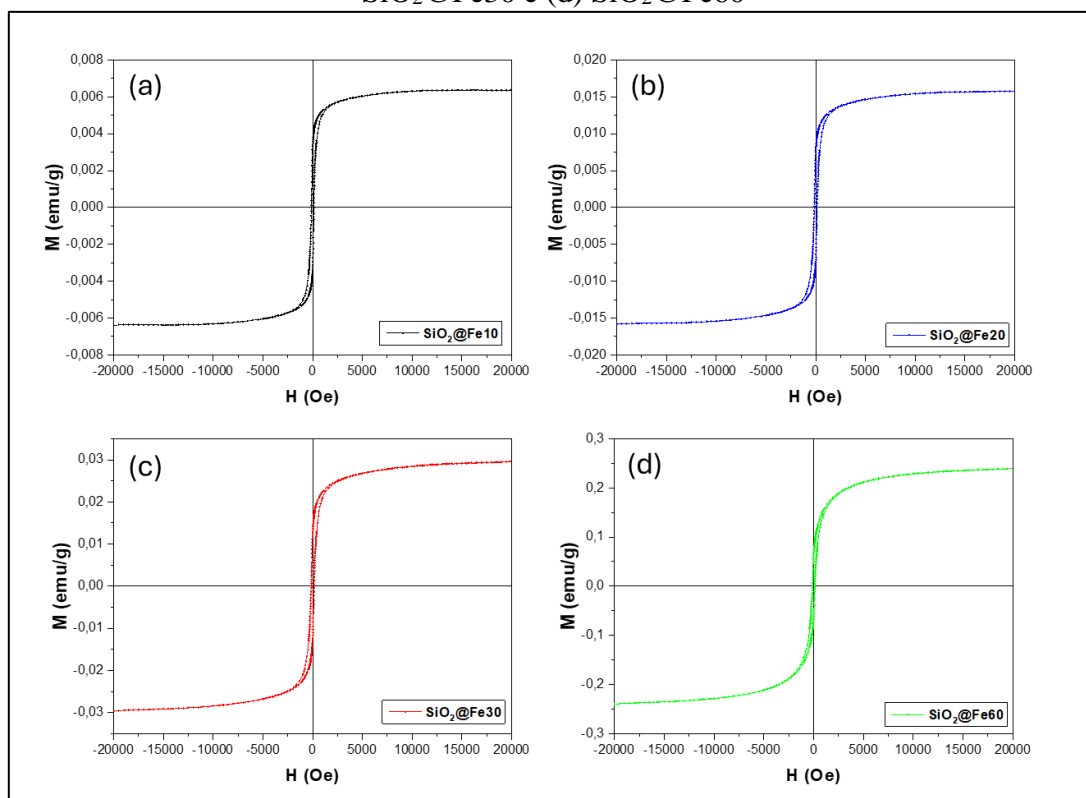 SiO₂@Fe30 e (d) SiO₂@Fe60
(a)
M (emu/g)
0,008
0,006
0,004
0,002
0,000
-0,002
-0,004
-0,006
-0,008
SiO₂@Fe10
-20000 -15000 -10000 -5000 0 5000 10000 15000 20000
H (Oe)
(b)
M (emu/g)
0,020
0,015
0,010
0,005
0,000
-0,005
-0,010
-0,015
-0,020
SiO₂@Fe20
-20000 -15000 -10000 -5000 0 5000 10000 15000 20000
H (Oe)
(c)
M (emu/g)
0,03
0,02
0,01
0,00
-0,01
-0,02
-0,03
SiO₂@Fe30
-20000 -15000 -10000 -5000 0 5000 10000 15000 20000
H (Oe)
(d)
M (emu/g)
0,3
0,2
0,1
0,0
-0,1
-0,2
-0,3
SiO₂@Fe60
-20000 -15000 -10000 -5000 0 5000 10000 15000 20000
H (Oe)